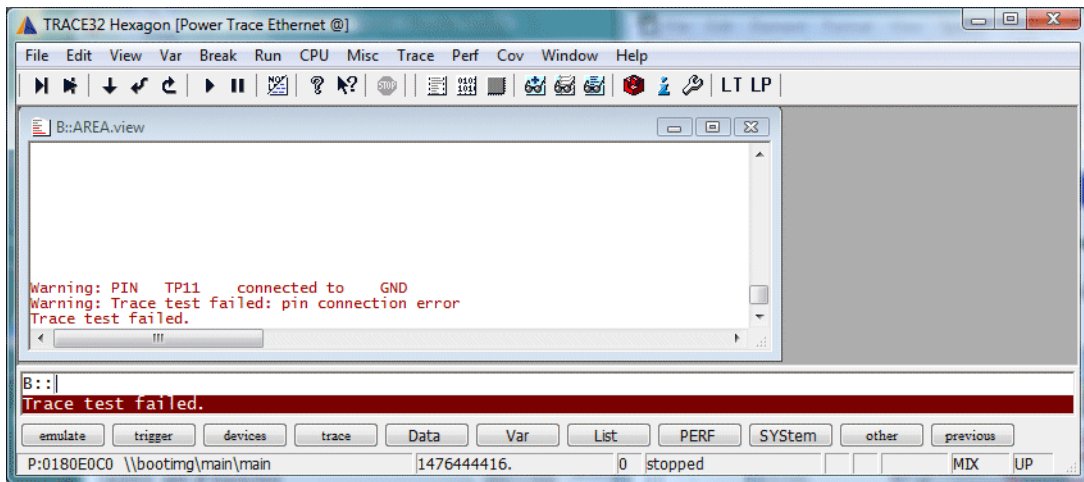 TRACE32 Hexagon [Power Trace Ethernet @]
File Edit View Var Break Run CPU Misc Trace Perf Cov Window Help
LT LP
B::AREA.view
Warning: PIN TP11 connected to GND
Warning: Trace test failed: pin connection error
Trace test failed.
B::
Trace test failed.
emulate trigger devices trace Data Var List PERF SYStem other previous
P:0180E0C0 \\bootimg\main\main 1476444416. 0 stopped MIX UP